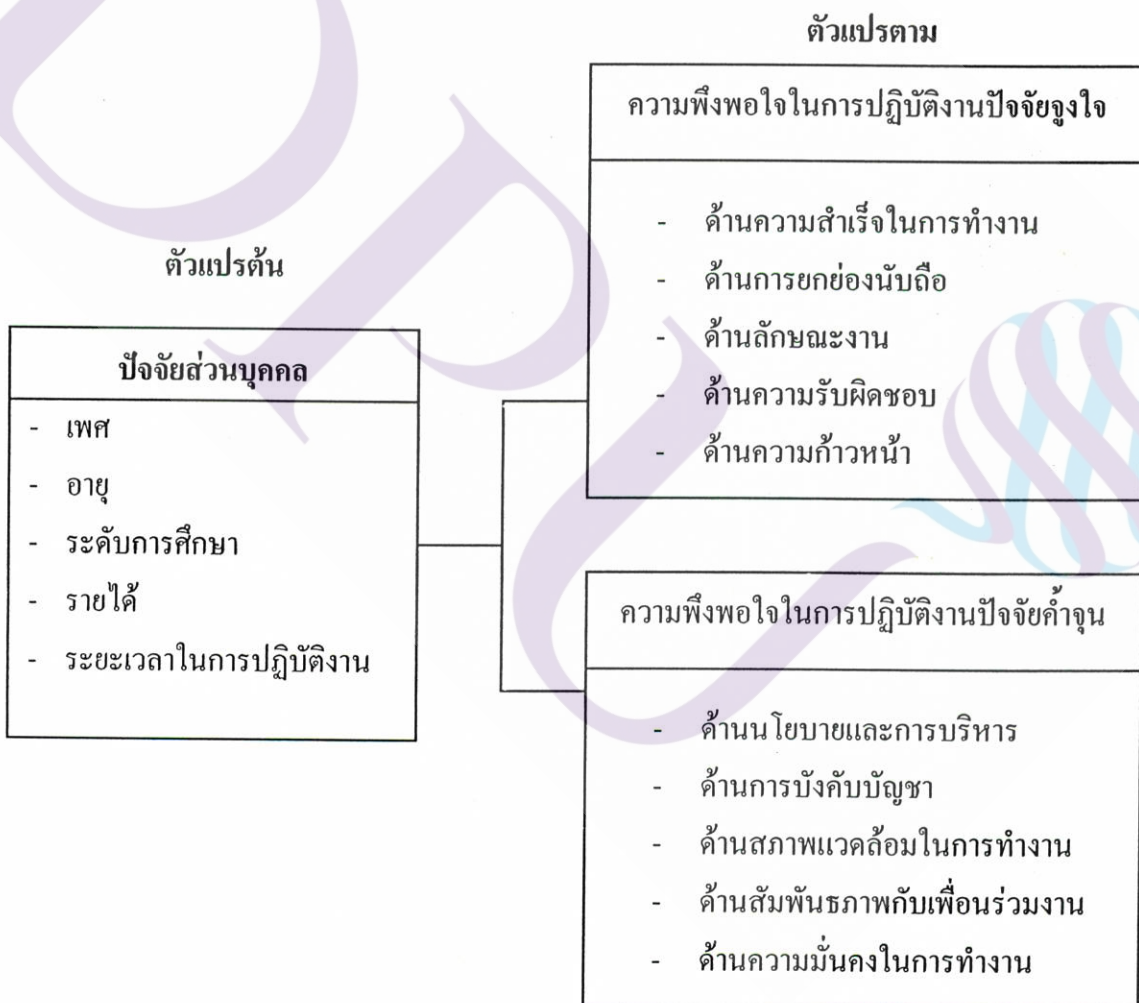 ตัวแปรต้น
ปัจจัยส่วนบุคคล
- เพศ
- อายุ
- ระดับการศึกษา
- รายได้
- ระยะเวลาในการปฏิบัติงาน
ตัวแปรตาม
ความพึงพอใจในการปฏิบัติงานปัจจัยจูงใจ
- ด้านความสำเร็จในการทำงาน
- ด้านการยกย่องนับถือ
- ด้านลักษณะงาน
- ด้านความรับผิดชอบ
- ด้านความก้าวหน้า
ความพึงพอใจในการปฏิบัติงานปัจจัยค้ำจุน
- ด้านนโยบายและการบริหาร
- ด้านการบังคับบัญชา
- ด้านสภาพแวดล้อมในการทำงาน
- ด้านสัมพันธภาพกับเพื่อนร่วมงาน
- ด้านความมั่นคงในการทำงาน
DPU